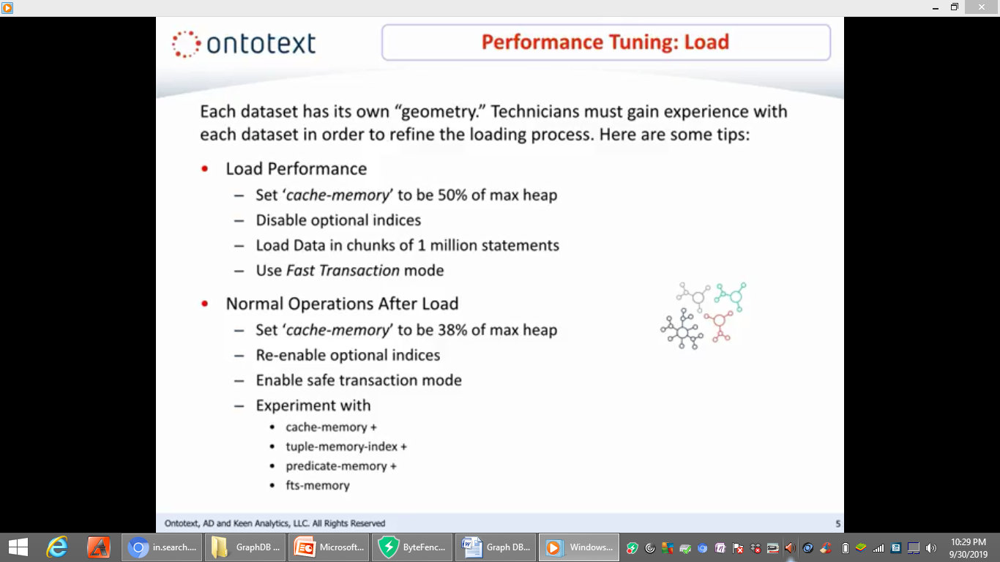 ontotext
Performance Tuning: Load
Each dataset has its own “geometry.” Technicians must gain experience with
each dataset in order to refine the loading process. Here are some tips:
• Load Performance
– Set ‘cache-memory’ to be 50% of max heap
– Disable optional indices
– Load Data in chunks of 1 million statements
– Use Fast Transaction mode
• Normal Operations After Load
– Set ‘cache-memory’ to be 38% of max heap
– Re-enable optional indices
– Enable safe transaction mode
– Experiment with
• cache-memory +
• tuple-memory-index +
• predicate-memory +
• fts-memory
Ontotext, AD and Keen Analytics, LLC. All Rights Reserved
5
in.search....
GraphDB ...
Microsoft...
ByteFenc...
Graph DB...
Windows...
10:29 PM
9/30/2019